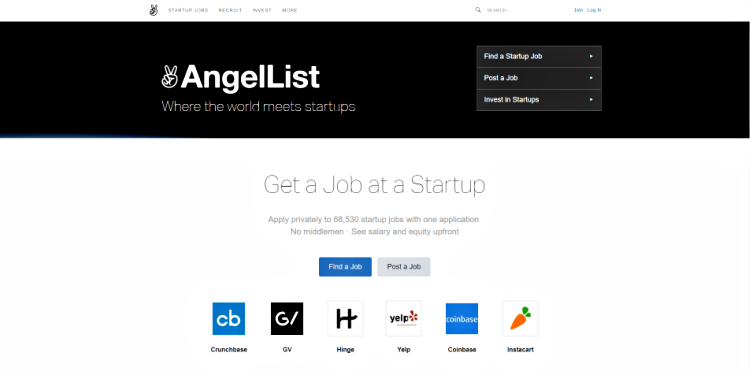 STARTUP JOBS RECRUIT INVEST MORE SEARCH Join Log In
AngelList
Where the world meets startups
Find a Startup Job
Post a Job
Invest in Startups
Get a Job at a Startup
Apply privately to 68,530 startup jobs with one application
No middlemen · See salary and equity upfront
Find a Job Post a Job
cb G/ H yelp coinbase
Crunchbase GV Hinge Yelp Coinbase Instacart